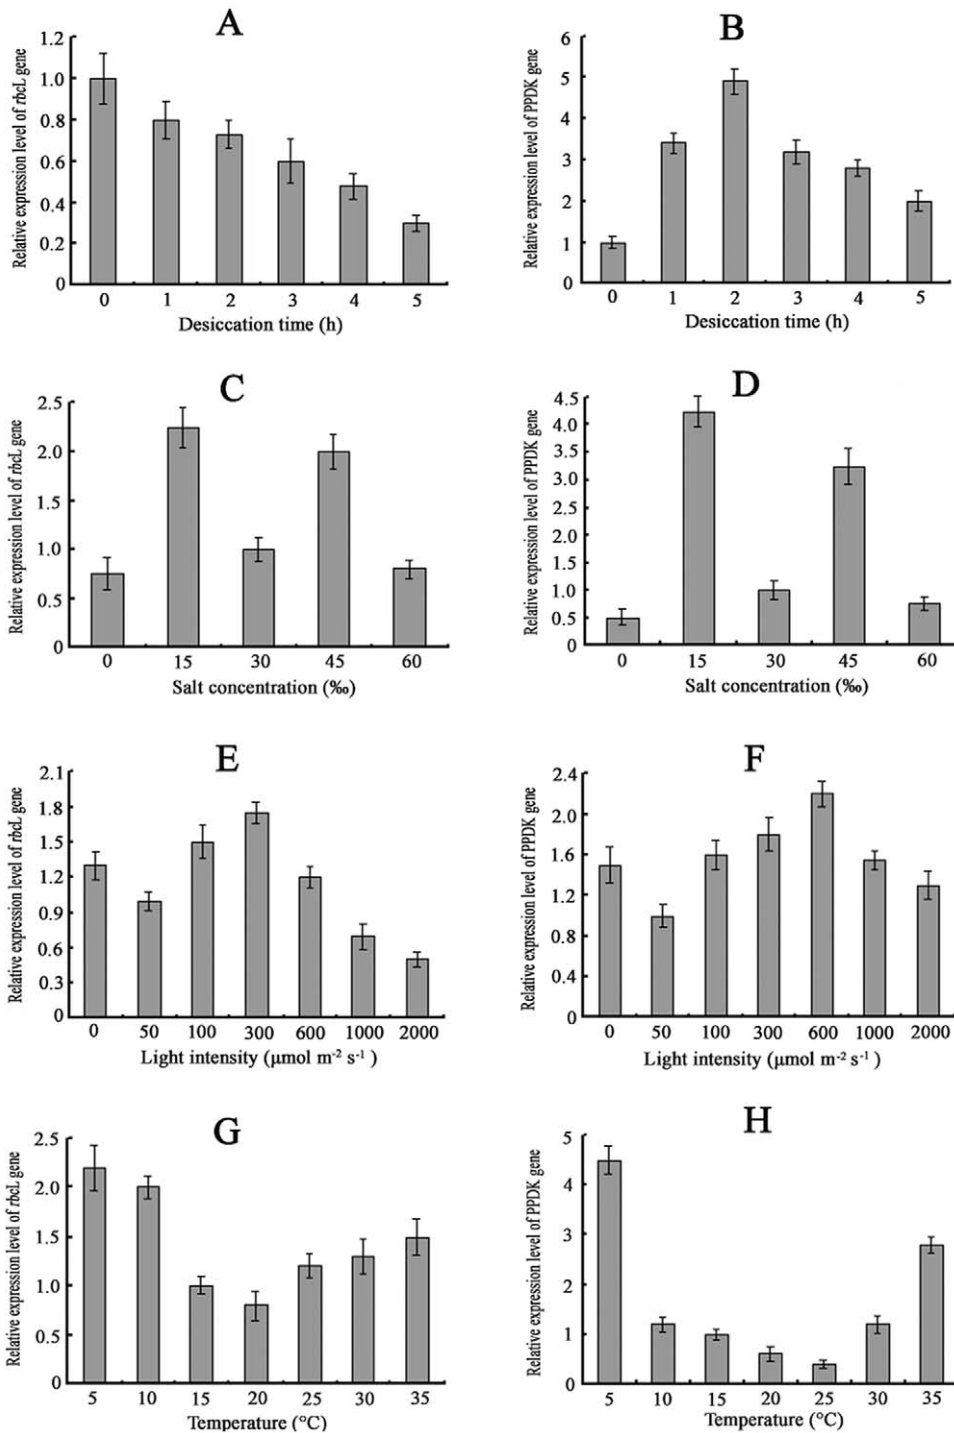 A
Relative expression level of rbcL gene
1.2
1.0
0.8
0.6
0.4
0.2
0
0 1 2 3 4 5
Desiccation time (h)
B
Relative expression level of PPDK gene
6
5
4
3
2
1
0
0 1 2 3 4 5
Desiccation time (h)
C
Relative expression level of rbcL gene
2.5
2.0
1.5
1.0
0.5
0
0 15 30 45 60
Salt concentration (‰)
D
Relative expression level of PPDK gene
4.5
4.0
3.5
3.0
2.5
2.0
1.5
1.0
0.5
0
0 15 30 45 60
Salt concentration (‰)
E
Relative expression level of rbcL gene
2.1
1.8
1.5
1.2
0.9
0.6
0.3
0
0 50 100 300 600 1000 2000
Light intensity (μmol m⁻² s⁻¹ )
F
Relative expression level of PPDK gene
2.4
2.0
1.6
1.2
0.8
0.4
0
0 50 100 300 600 1000 2000
Light intensity (μmol m⁻² s⁻¹ )
G
Relative expression level of rbcL gene
2.5
2.0
1.5
1.0
0.5
0
5 10 15 20 25 30 35
Temperature (°C)
H
Relative expression level of PPDK gene
5
4
3
2
1
0
5 10 15 20 25 30 35
Temperature (°C)